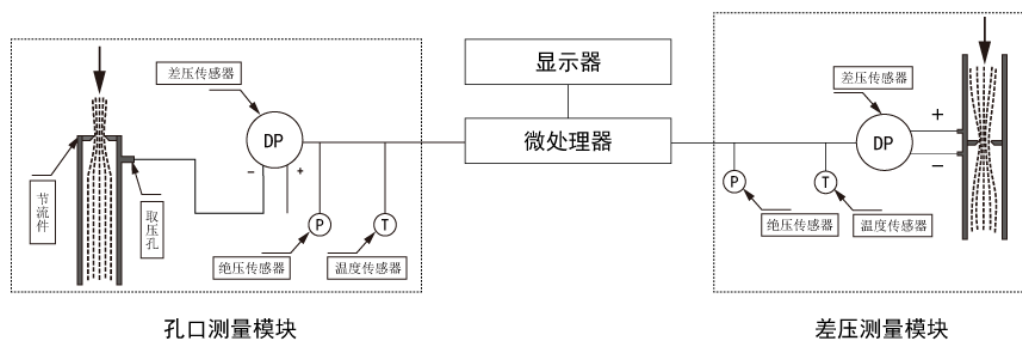 差压传感器
DP
-
+
节流件
取压孔
P
T
绝压传感器
温度传感器
孔口测量模块
显示器
微处理器
差压传感器
DP
+
-
P
T
绝压传感器
温度传感器
差压测量模块